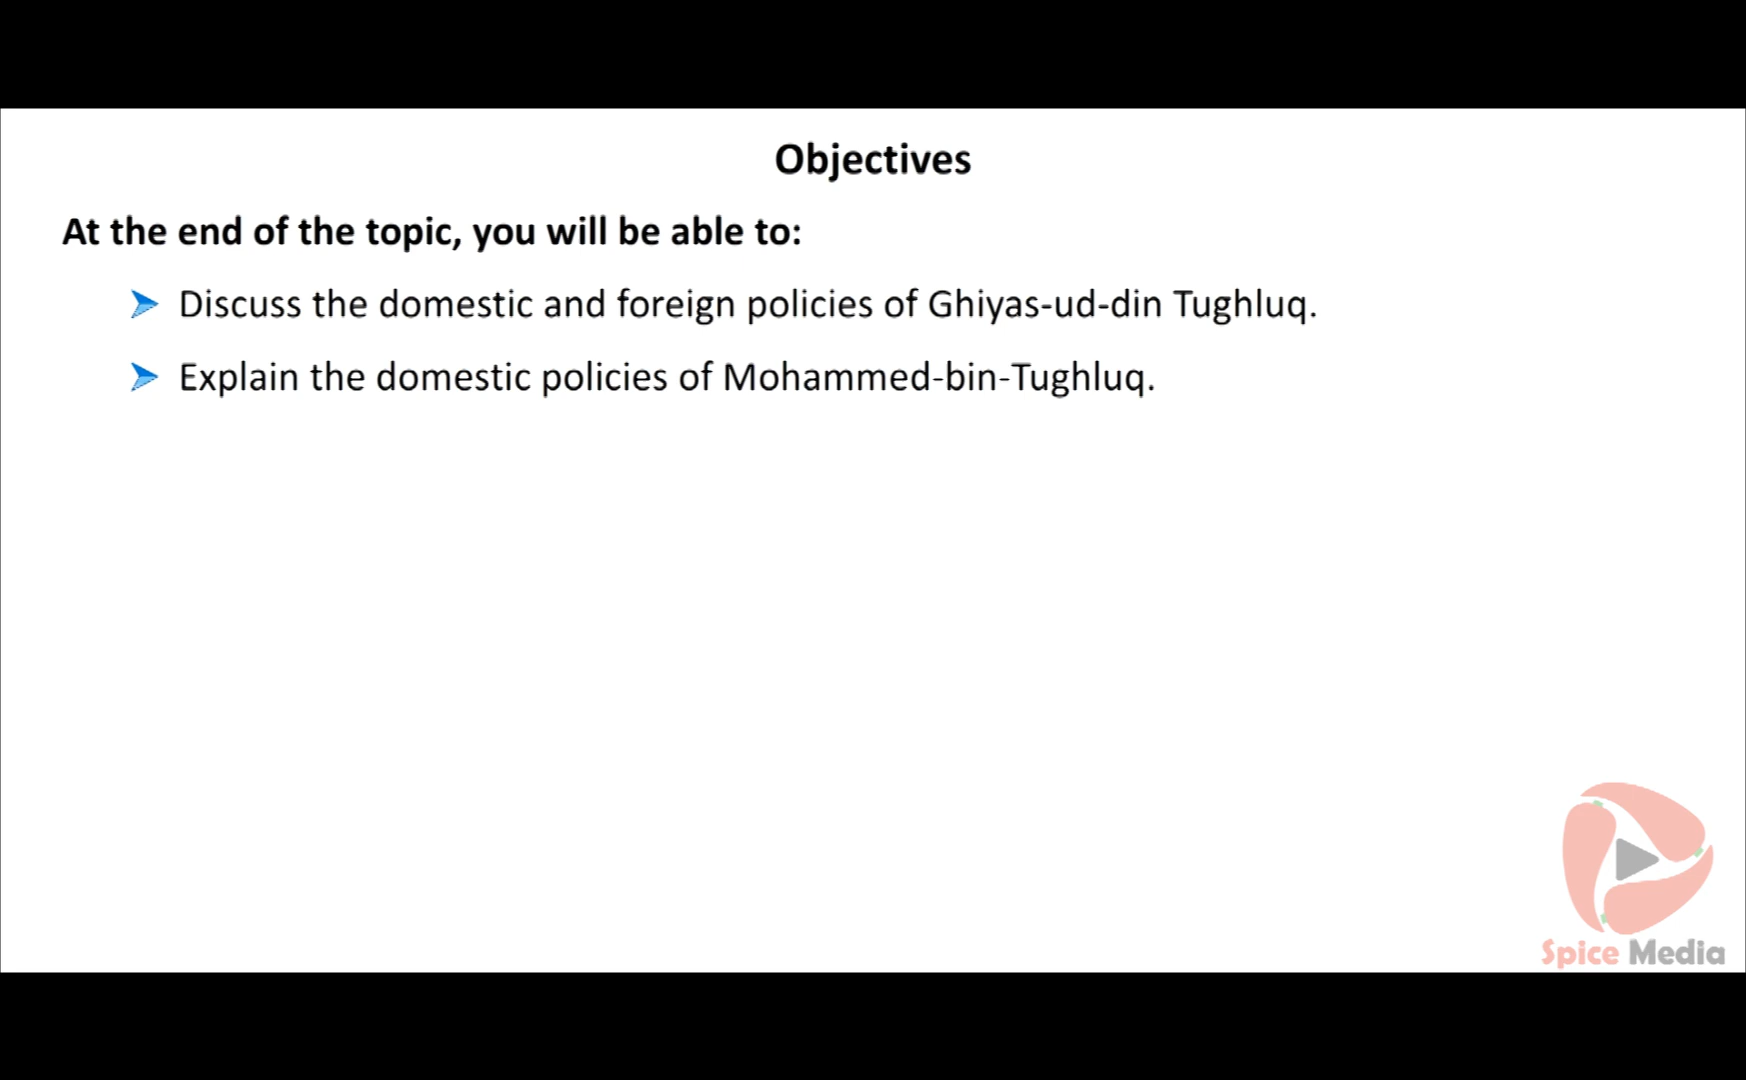 Objectives
At the end of the topic, you will be able to:
Discuss the domestic and foreign policies of Ghiyas-ud-din Tughluq.
Explain the domestic policies of Mohammed-bin-Tughluq.
Spice Media